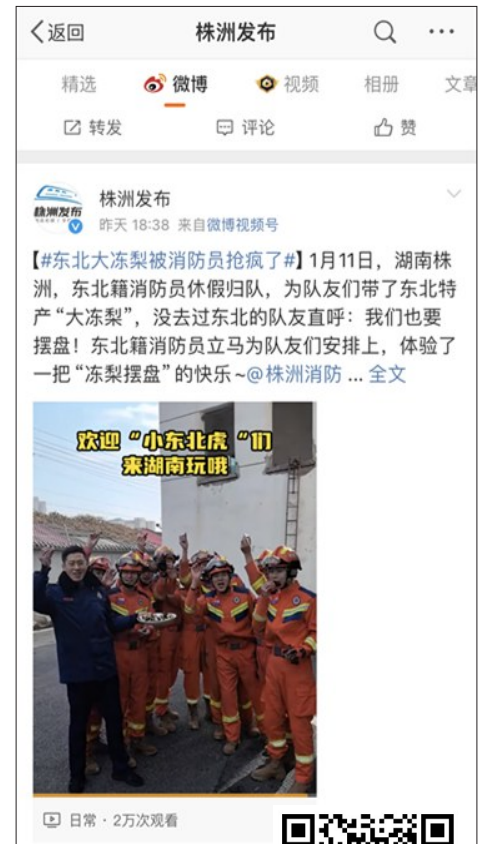 返回 株洲发布
精选 微博 视频 相册 文章
转发 评论 赞
株洲发布
株洲发布
昨天 18:38 来自微博视频号
【#东北大冻梨被消防员抢疯了#】1月11日，湖南株
洲，东北籍消防员休假归队，为队友们带了东北特
产“大冻梨”，没去过东北的队友直呼：我们也要
摆盘！东北籍消防员立马为队友们安排上，体验了
一把“冻梨摆盘”的快乐~@株洲消防 ... 全文
欢迎“小东北虎“们
来湖南玩哦
日常 · 2万次观看